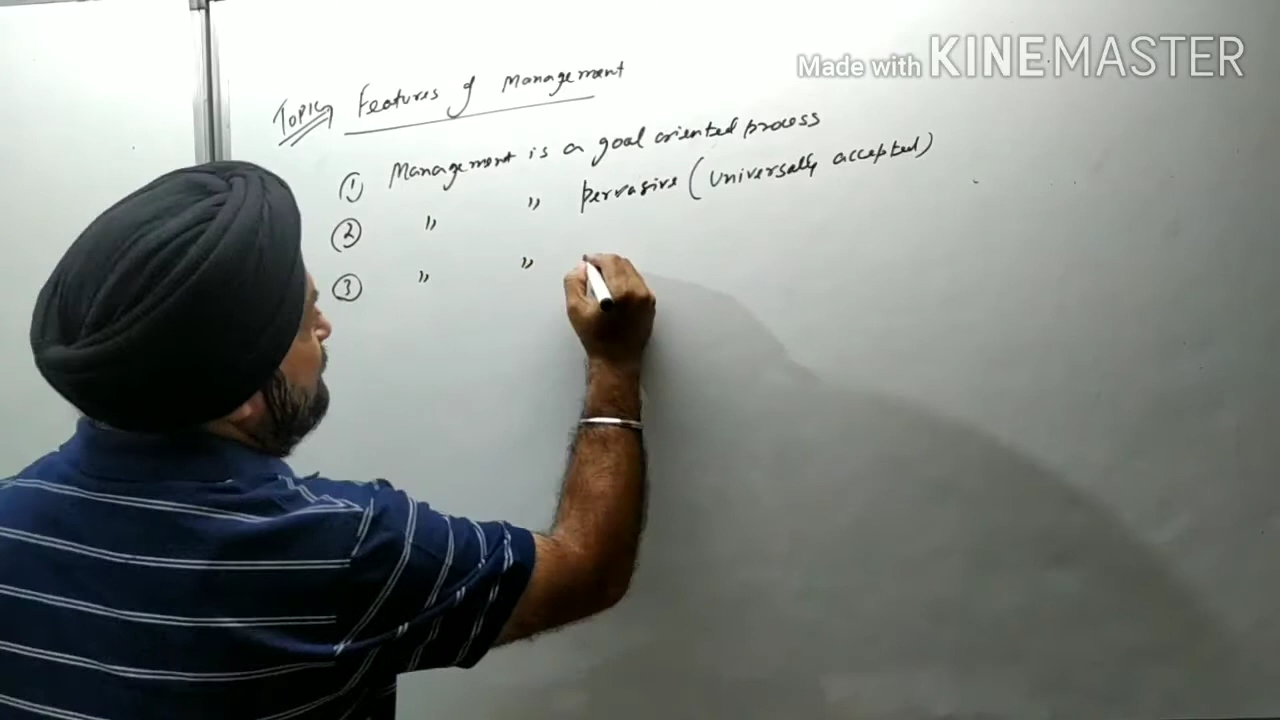 Made with KINEMASTER
Topic Features of Management
① Management is a goal oriented process
② " " Pervasive (Universally accepted)
③ " "